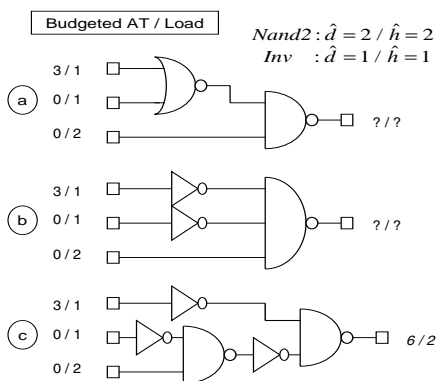 Budgeted AT / Load
Nand2 : d̂ = 2 / ĥ = 2
Inv : d̂ = 1 / ĥ = 1
3 / 1
a
0 / 1
0 / 2
? / ?
3 / 1
b
0 / 1
0 / 2
? / ?
3 / 1
c
0 / 1
0 / 2
6 / 2